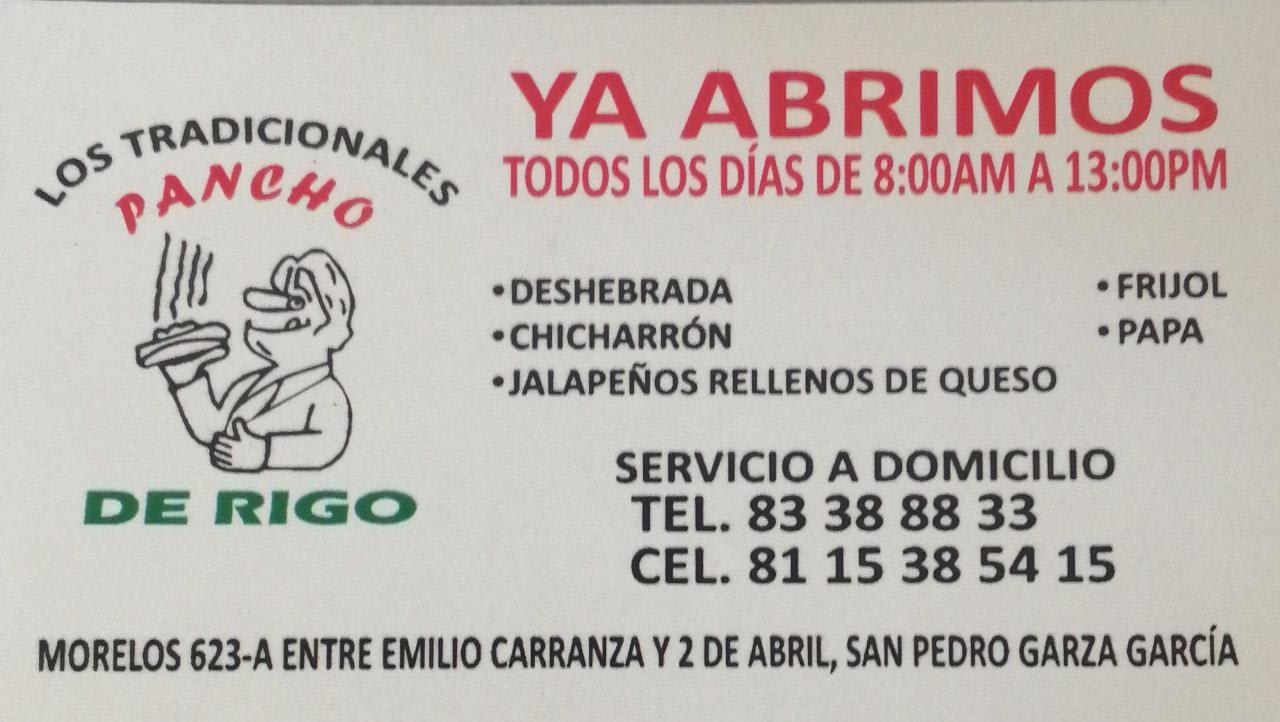 LOS TRADICIONALES
PANCHO
DE RIGO
YA ABRIMOS
TODOS LOS DÍAS DE 8:00AM A 13:00PM
•DESHEBRADA
•CHICHARRÓN
•JALAPEÑOS RELLENOS DE QUESO
•FRIJOL
•PAPA
SERVICIO A DOMICILIO
TEL. 83 38 88 33
CEL. 81 15 38 54 15
MORELOS 623-A ENTRE EMILIO CARRANZA Y 2 DE ABRIL, SAN PEDRO GARZA GARCÍA